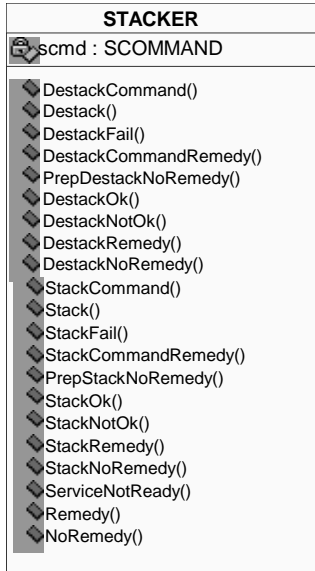 STACKER
scmd : SCOMMAND
DestackCommand()
Destack()
DestackFail()
DestackCommandRemedy()
PrepDestackNoRemedy()
DestackOk()
DestackNotOk()
DestackRemedy()
DestackNoRemedy()
StackCommand()
Stack()
StackFail()
StackCommandRemedy()
PrepStackNoRemedy()
StackOk()
StackNotOk()
StackRemedy()
StackNoRemedy()
ServiceNotReady()
Remedy()
NoRemedy()